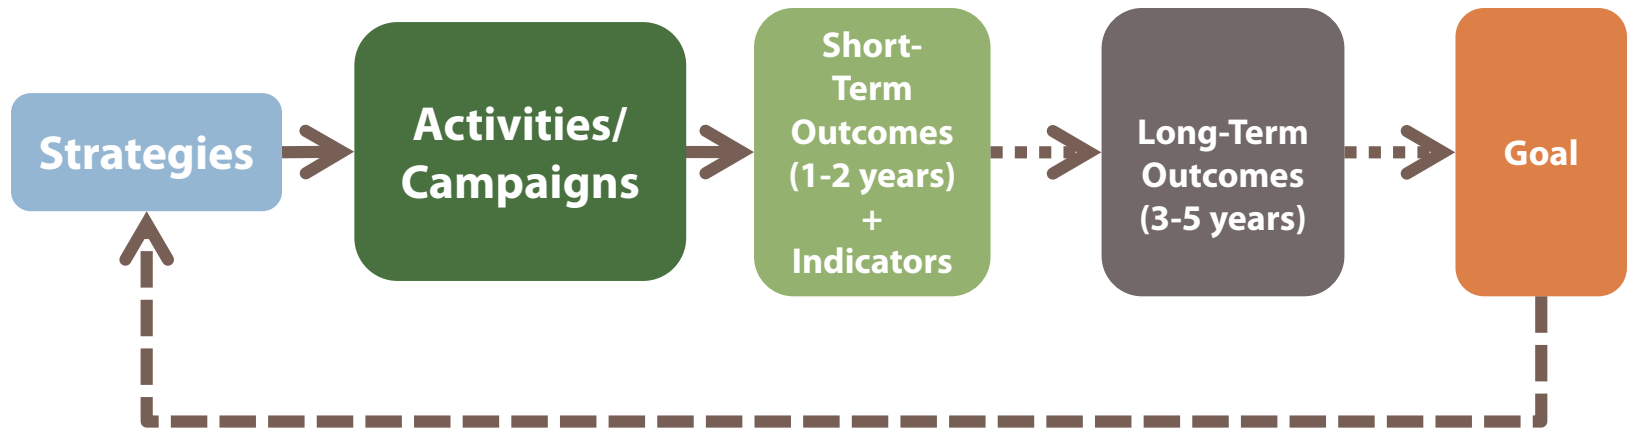 Strategies
Activities/
Campaigns
Short-
Term
Outcomes
(1-2 years)
+
Indicators
Long-Term
Outcomes
(3-5 years)
Goal